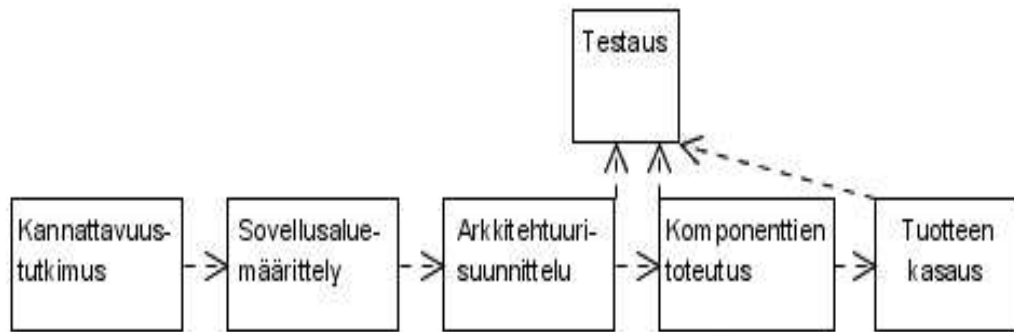 Testaus
Kannattavuus-
tutkimus
Sovellusalue-
määrittely
Arkkitehtuuri-
suunnittelu
Komponenttien
toteutus
Tuotteen
kasaus